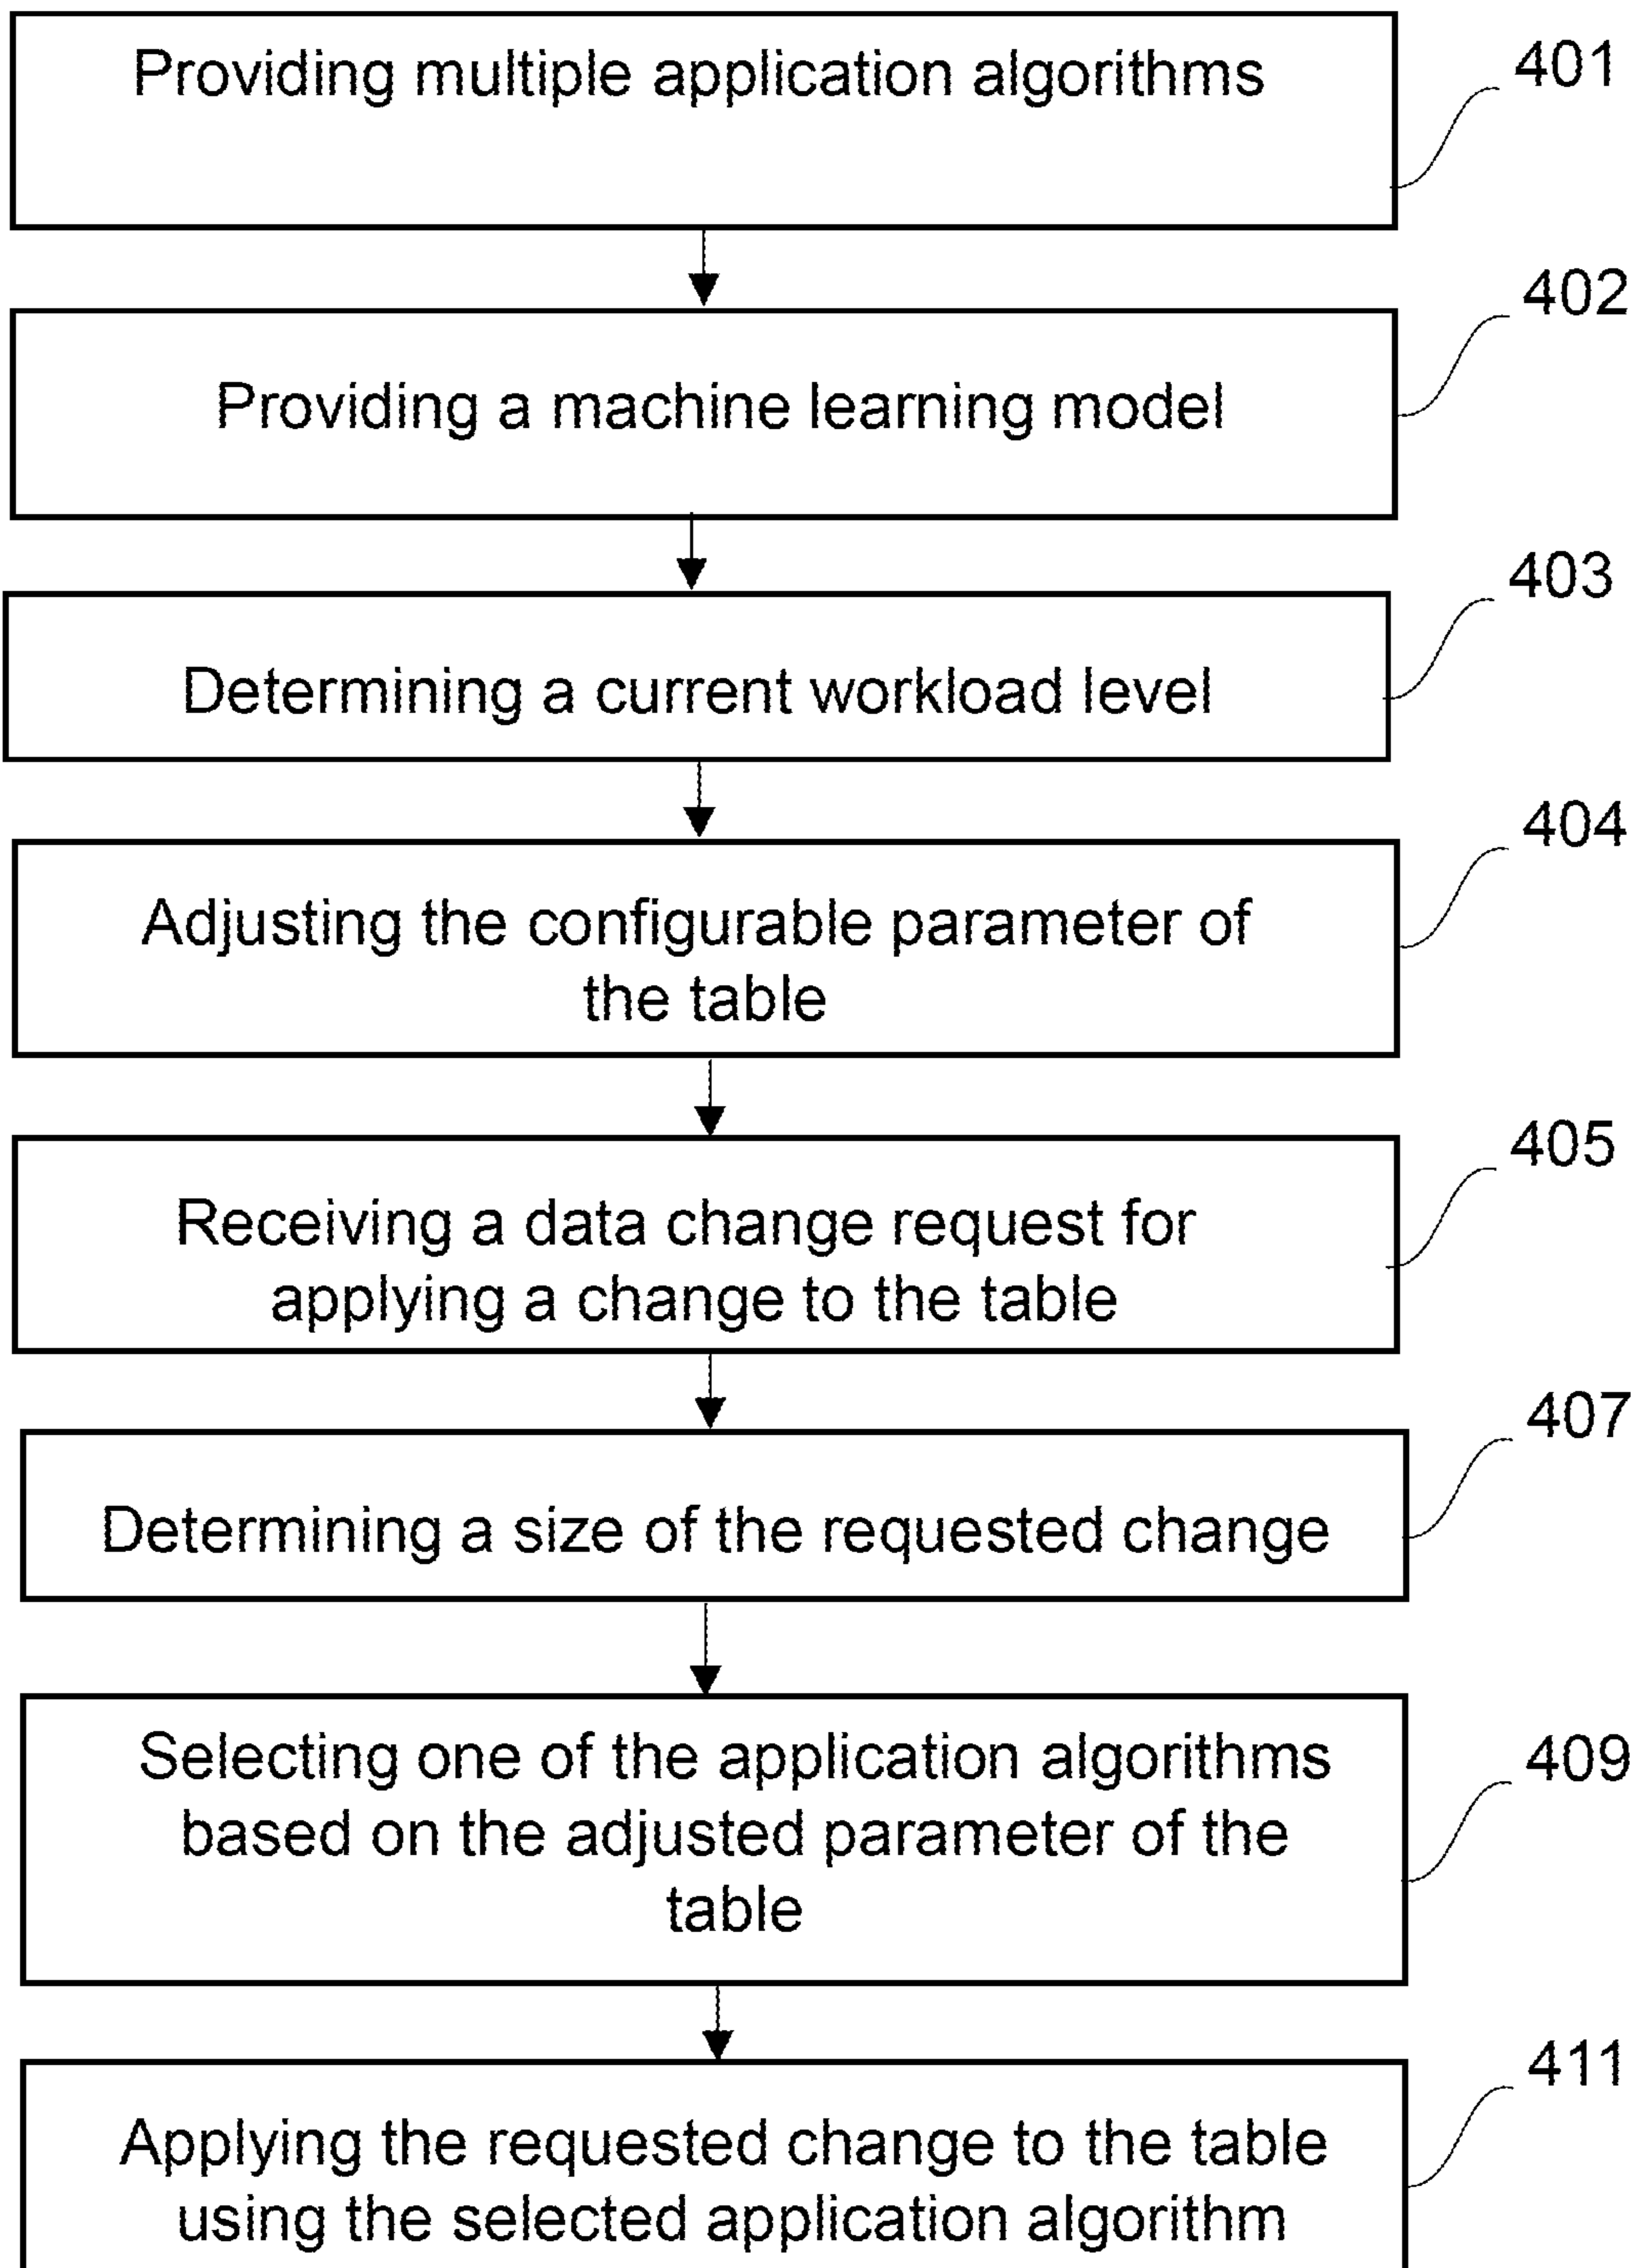 Providing multiple application algorithms
401
402
Providing a machine learning model
403
Determining a current workload level
404
Adjusting the configurable parameter of
the table
405
Receiving a data change request for
applying a change to the table
407
Determining a size of the requested change
Selecting one of the application algorithms
409
based on the adjusted parameter of the
table
411
Applying the requested change to the table
using the selected application algorithm